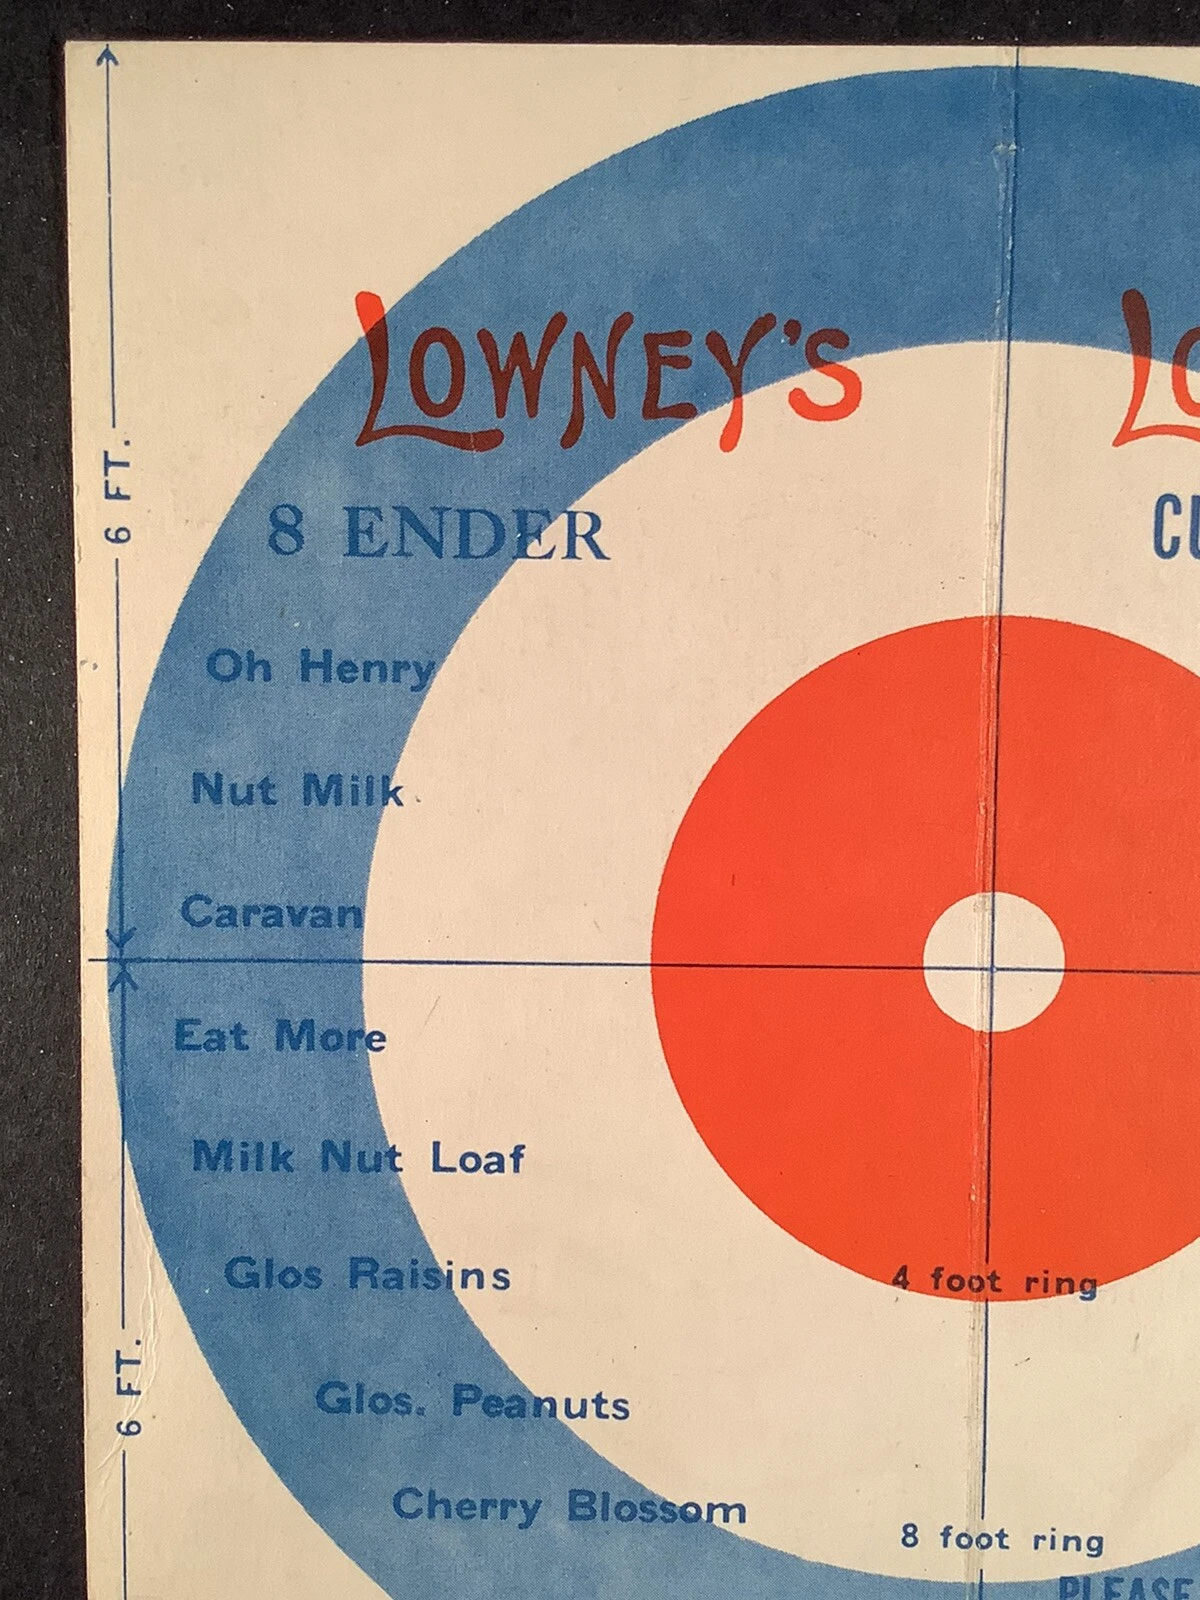 LOWNEY'S
8 ENDER
Oh Henry
Nut Milk
Caravan
Eat More
Milk Nut Loaf
Glos Raisins
Glos. Peanuts
Cherry Blossom
6 FT.
6 FT.
4 foot ring
8 foot ring
PLEASE